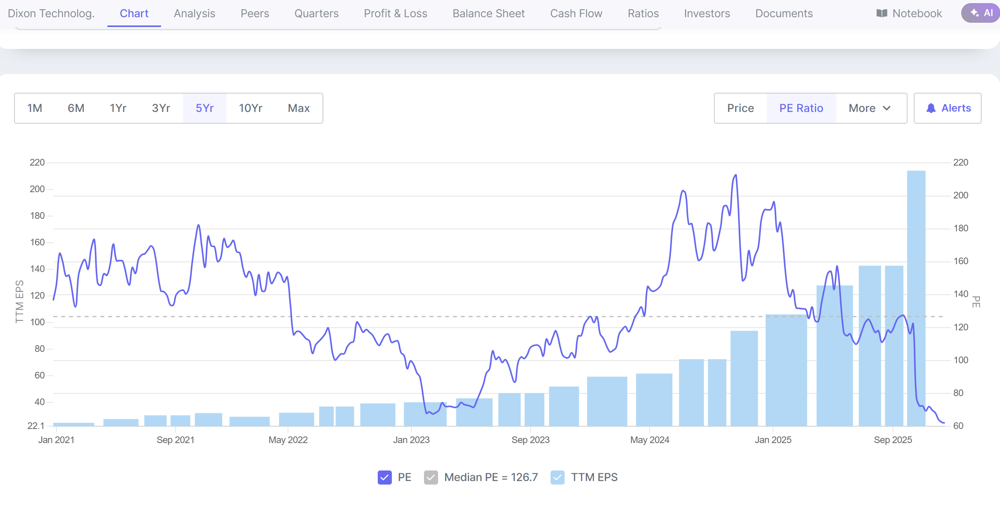 Dixon Technolog. Chart Analysis Peers Quarters Profit & Loss Balance Sheet Cash Flow Ratios Investors Documents Notebook AI
1M 6M 1Yr 3Yr 5Yr 10Yr Max Price PE Ratio More Alerts
220 220
200 200
180 180
160 160
140 140
120 120
100 100
80 80
60
40
22.1 60
TTM EPS
PE
Jan 2021 Sep 2021 May 2022 Jan 2023 Sep 2023 May 2024 Jan 2025 Sep 2025
PE Median PE = 126.7 TTM EPS